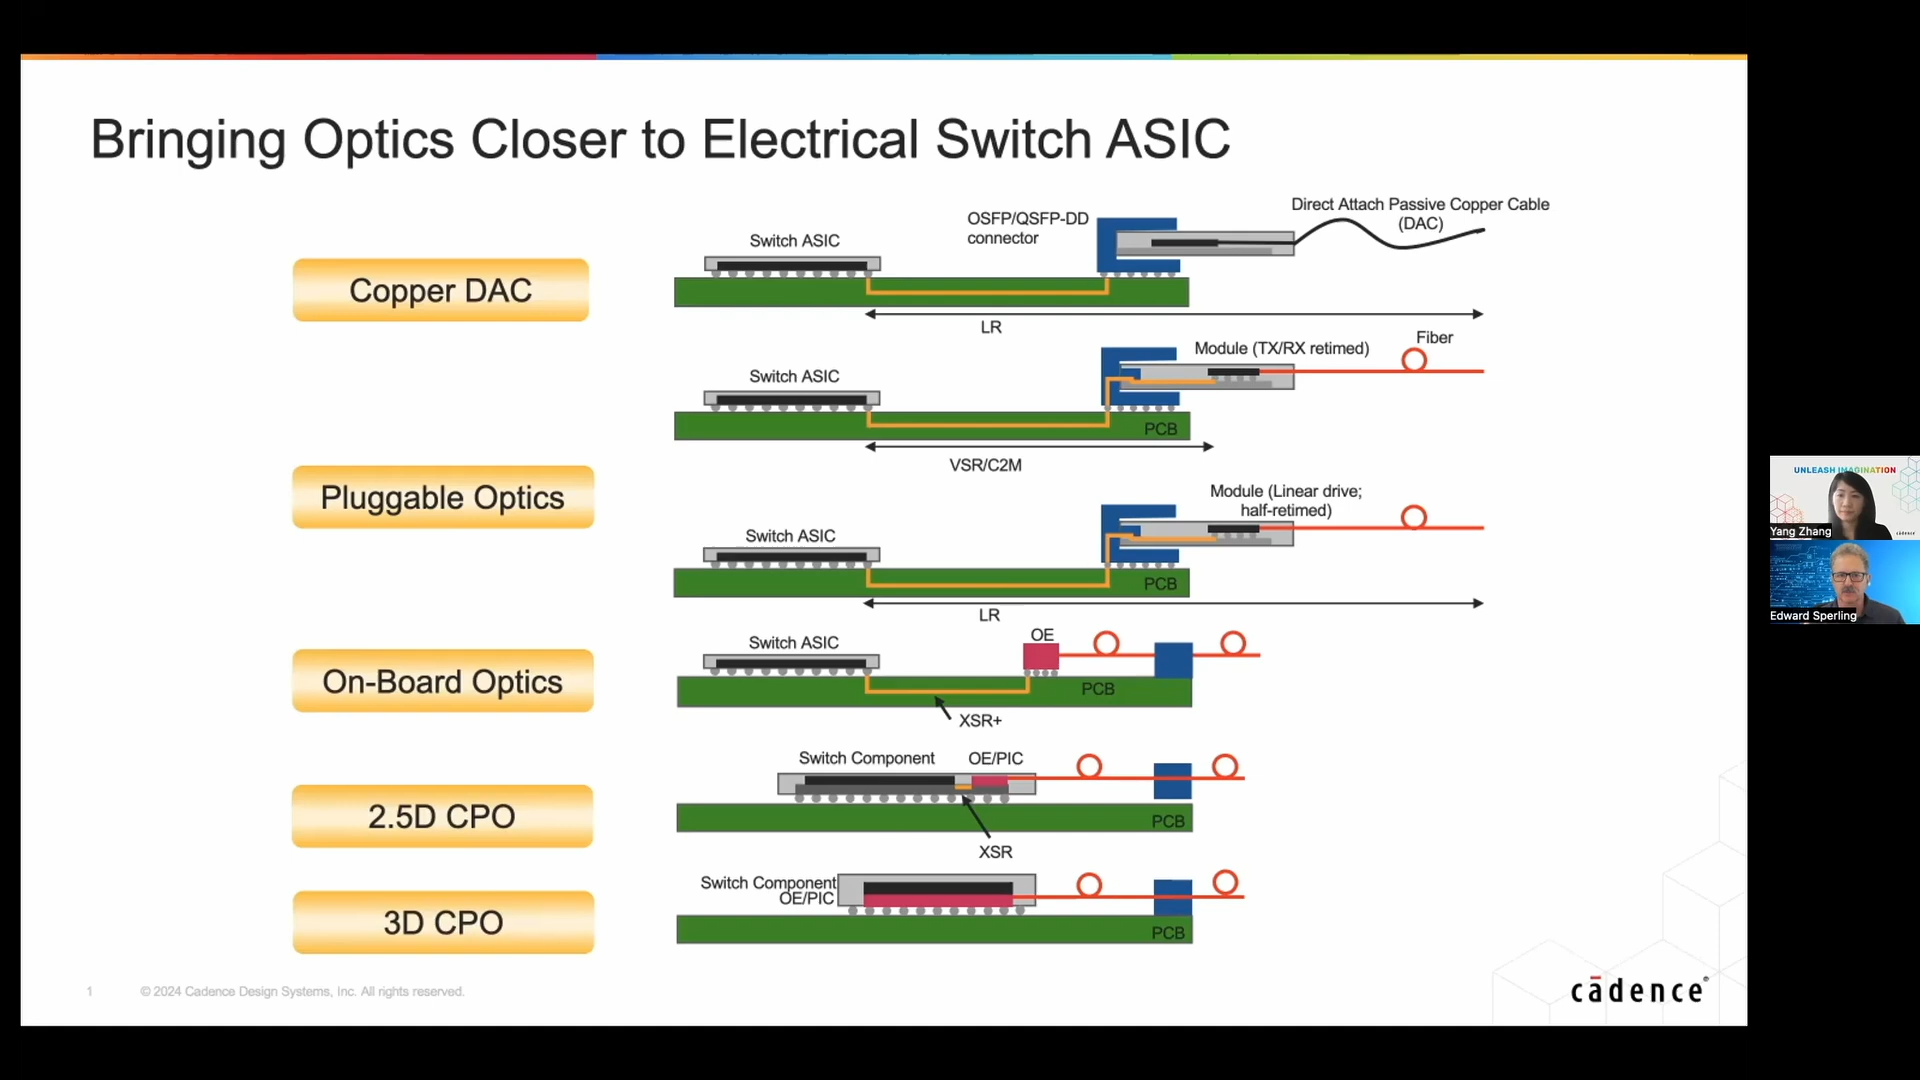 Bringing Optics Closer to Electrical Switch ASIC
Copper DAC
Switch ASIC
OSFP/QSFP-DD
connector
Direct Attach Passive Copper Cable
(DAC)
LR
Pluggable Optics
Switch ASIC
Module (TX/RX retimed)
Fiber
PCB
VSR/C2M
Switch ASIC
Module (Linear drive;
half-retimed)
PCB
LR
On-Board Optics
Switch ASIC
OE
PCB
XSR+
2.5D CPO
Switch Component
OE/PIC
PCB
XSR
3D CPO
Switch Component
OE/PIC
PCB
1
© 2024 Cadence Design Systems, Inc. All rights reserved.
cādence®
UNLEASH IMAGINATION
Yang Zhang
cādence
Edward Sperling